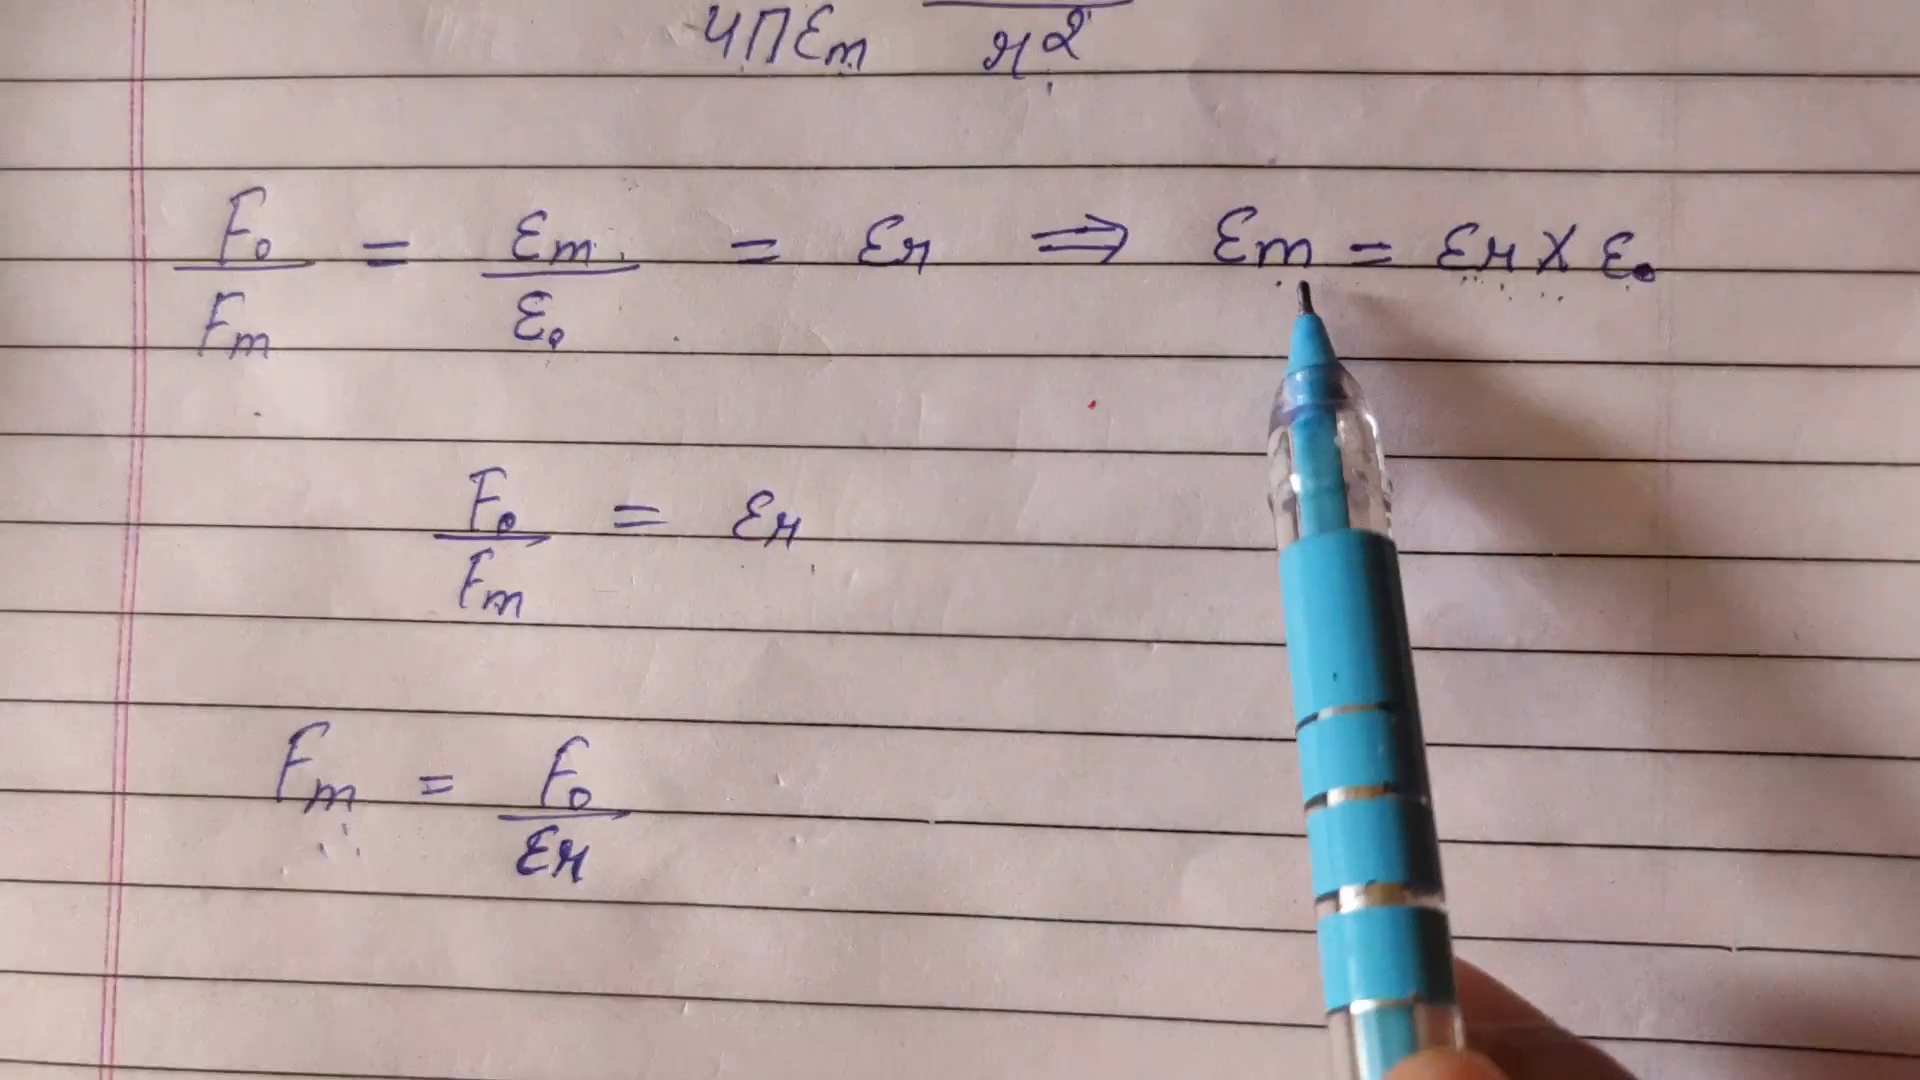 4πεm r²
F₀/Fm = εm/ε₀ = εr ⇒ εm = εr × ε₀
F₀/Fm = εr
Fm = F₀/εr